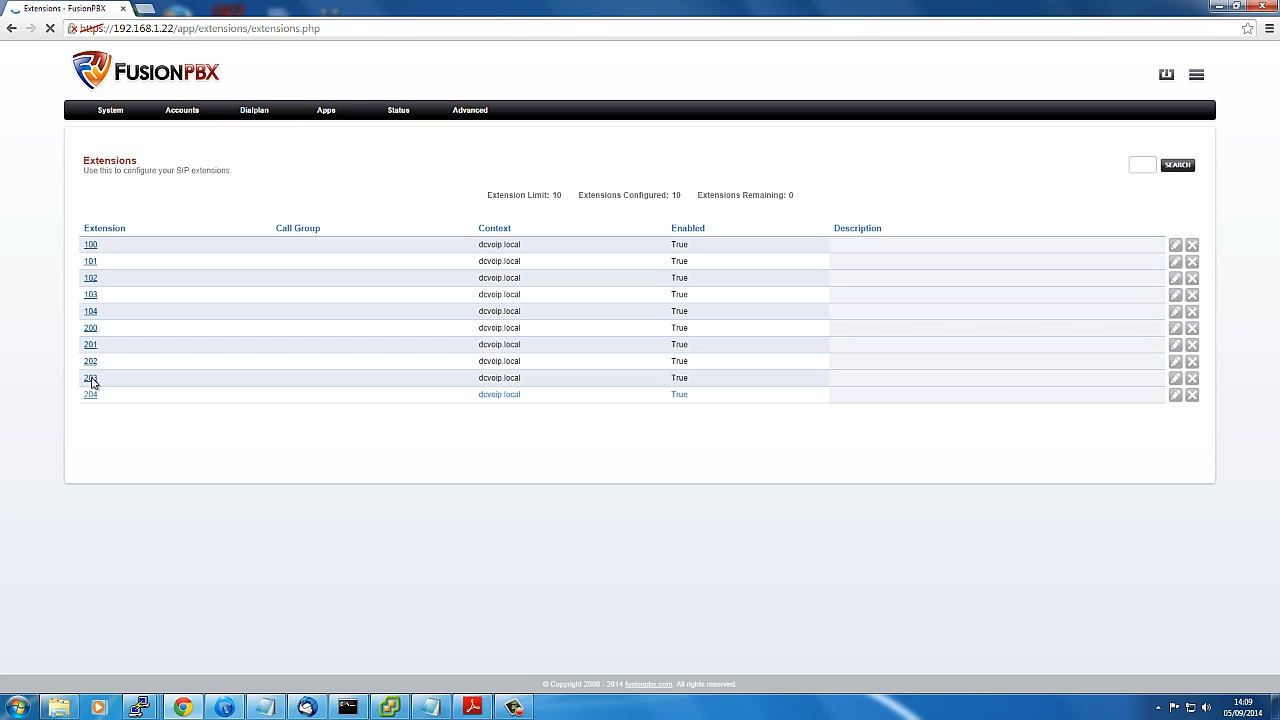 Extensions - FusionPBX
https://192.168.1.22/app/extensions/extensions.php
FUSIONPBX
System Accounts Dialplan Apps Status Advanced
Extensions
Use this to configure your SIP extensions.
SEARCH
Extension Limit: 10 Extensions Configured: 10 Extensions Remaining: 0
Extension Call Group Context Enabled Description
100 dcvoip.local True
101 dcvoip.local True
102 dcvoip.local True
103 dcvoip.local True
104 dcvoip.local True
200 dcvoip.local True
201 dcvoip.local True
202 dcvoip.local True
203 dcvoip.local True
204 dcvoip.local True
© Copyright 2008 - 2014 fusionpbx.com. All rights reserved.
14:09
05/09/2014